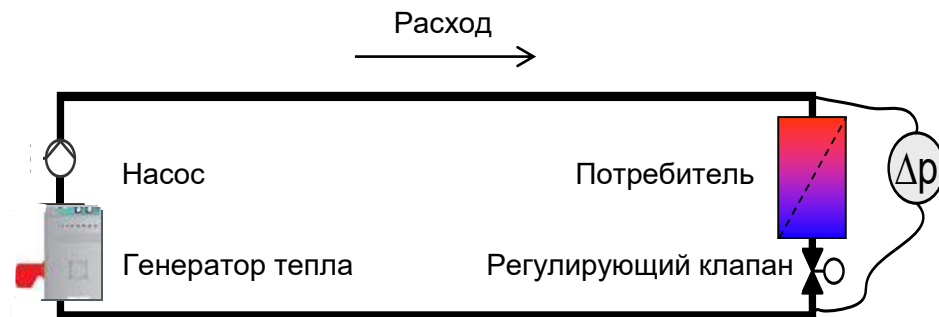 Расход
Насос
Потребитель
Δp
Генератор тепла
Регулирующий клапан